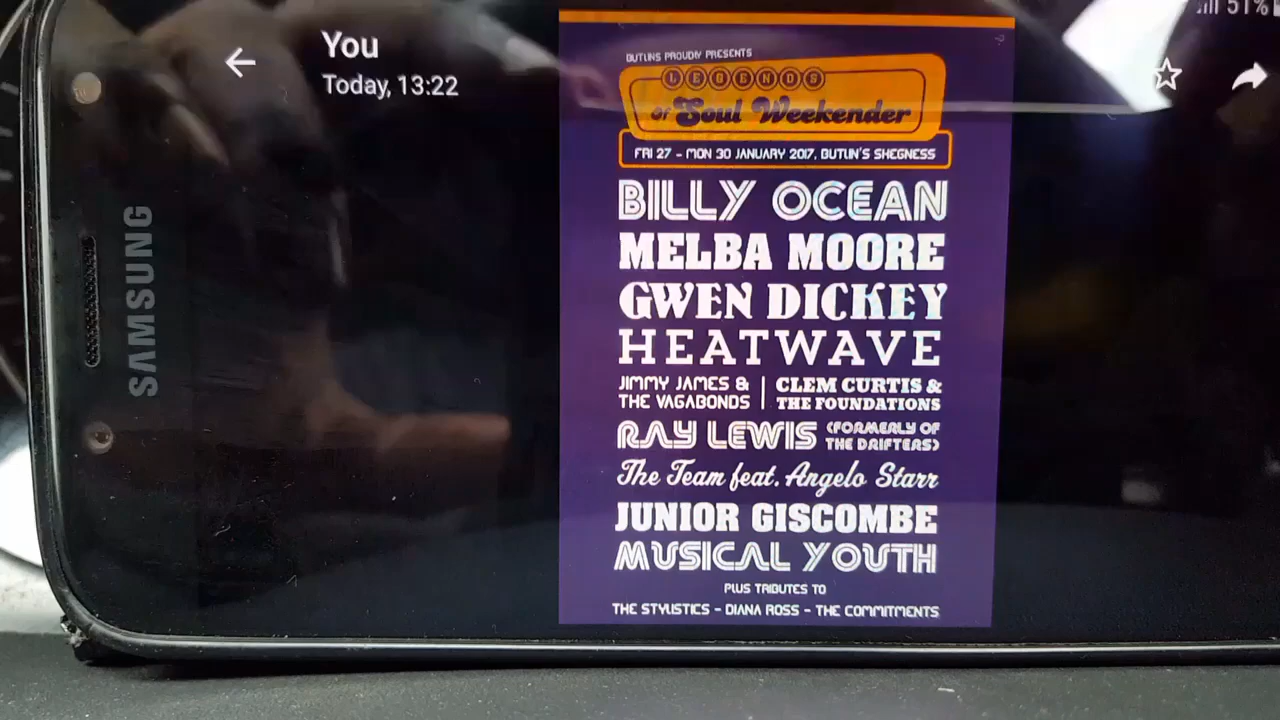 SAMSUNG
You
Today, 13:22
51%
BUTLINS PROUDLY PRESENTS
LEGENDS
OF Soul Weekender
FRI 27 - MON 30 JANUARY 2017, BUTLIN'S SKEGNESS
BILLY OCEAN
MELBA MOORE
GWEN DICKEY
HEATWAVE
JIMMY JAMES &
THE VAGABONDS
CLEM CURTIS &
THE FOUNDATIONS
RAY LEWIS (FORMERLY OF
THE DRIFTERS)
The Team feat. Angelo Starr
JUNIOR GISCOMBE
MUSICAL YOUTH
PLUS TRIBUTES TO
THE STYLISTICS - DIANA ROSS - THE COMMITMENTS